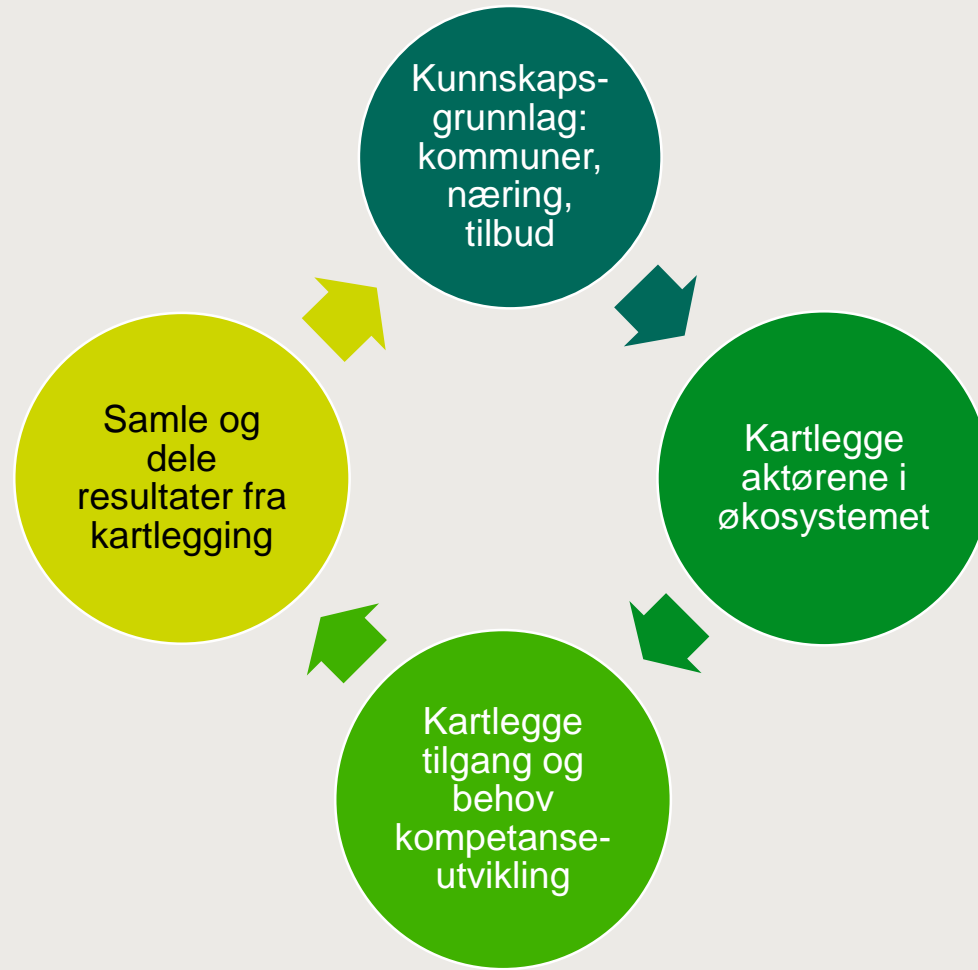 Kunnskaps-
grunnlag:
kommuner,
næring,
tilbud
Kartlegge
aktørene i
økosystemet
Kartlegge
tilgang og
behov
kompetanse-
utvikling
Samle og
dele
resultater fra
kartlegging